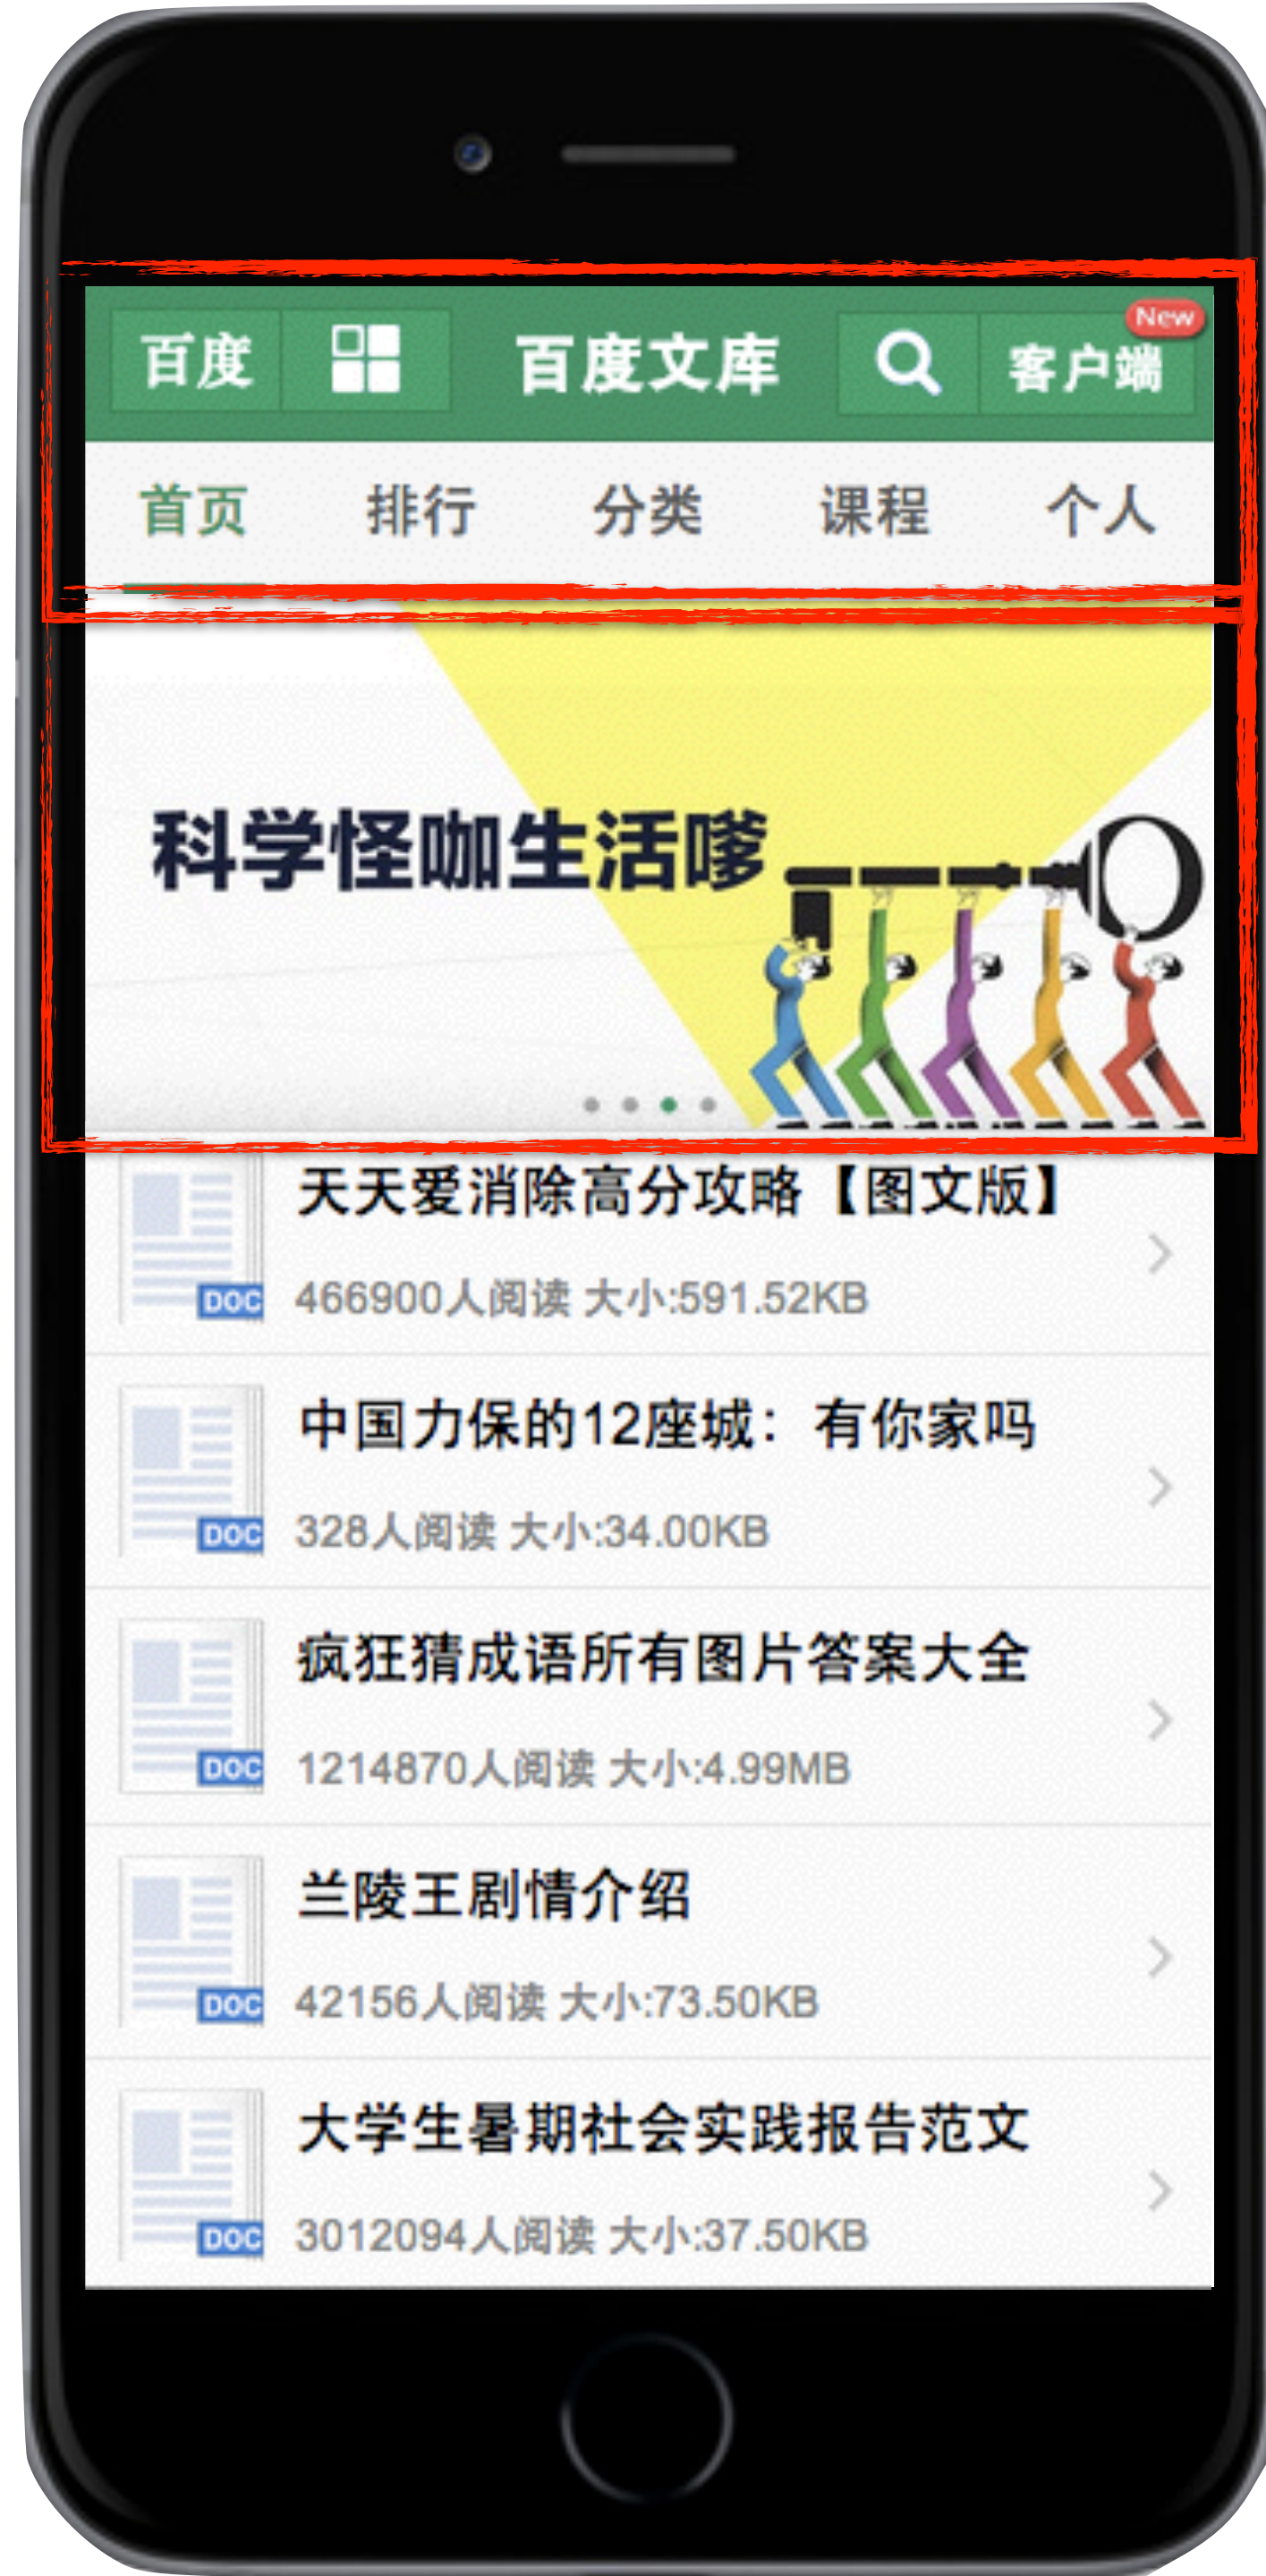 百度 百度文库 客户端 New
首页 排行 分类 课程 个人
科学怪咖生活嗲
天天爱消除高分攻略【图文版】
DOC 466900人阅读 大小:591.52KB
中国力保的12座城：有你家吗
DOC 328人阅读 大小:34.00KB
疯狂猜成语所有图片答案大全
DOC 1214870人阅读 大小:4.99MB
兰陵王剧情介绍
DOC 42156人阅读 大小:73.50KB
大学生暑期社会实践报告范文
DOC 3012094人阅读 大小:37.50KB